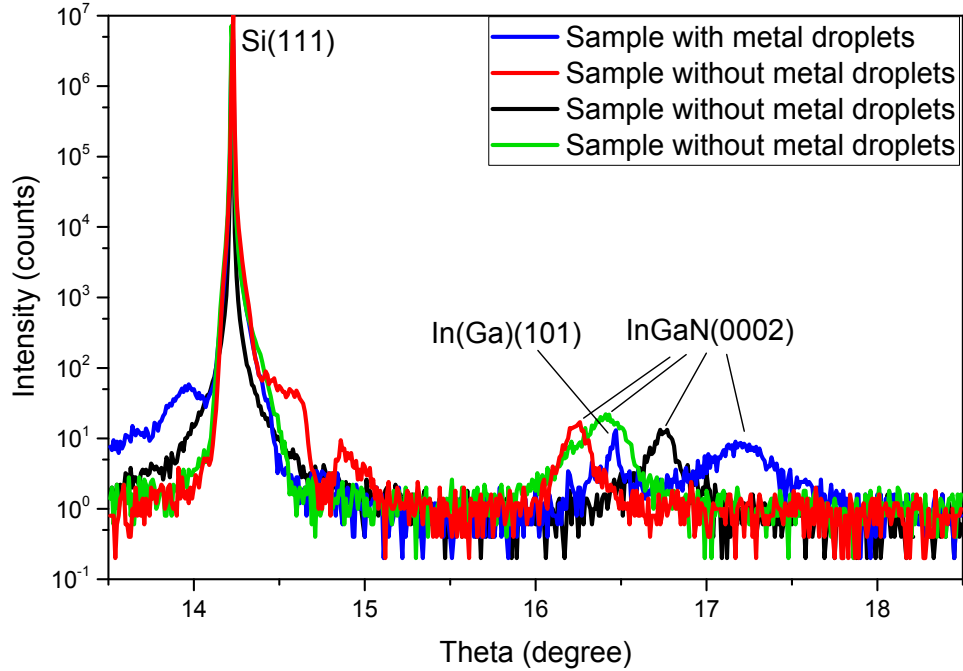 Si(111)
Sample with metal droplets
Sample without metal droplets
Sample without metal droplets
Sample without metal droplets
In(Ga)(101)
InGaN(0002)
Intensity (counts)
10^7
10^6
10^5
10^4
10^3
10^2
10^1
10^0
10^-1
14 15 16 17 18
Theta (degree)